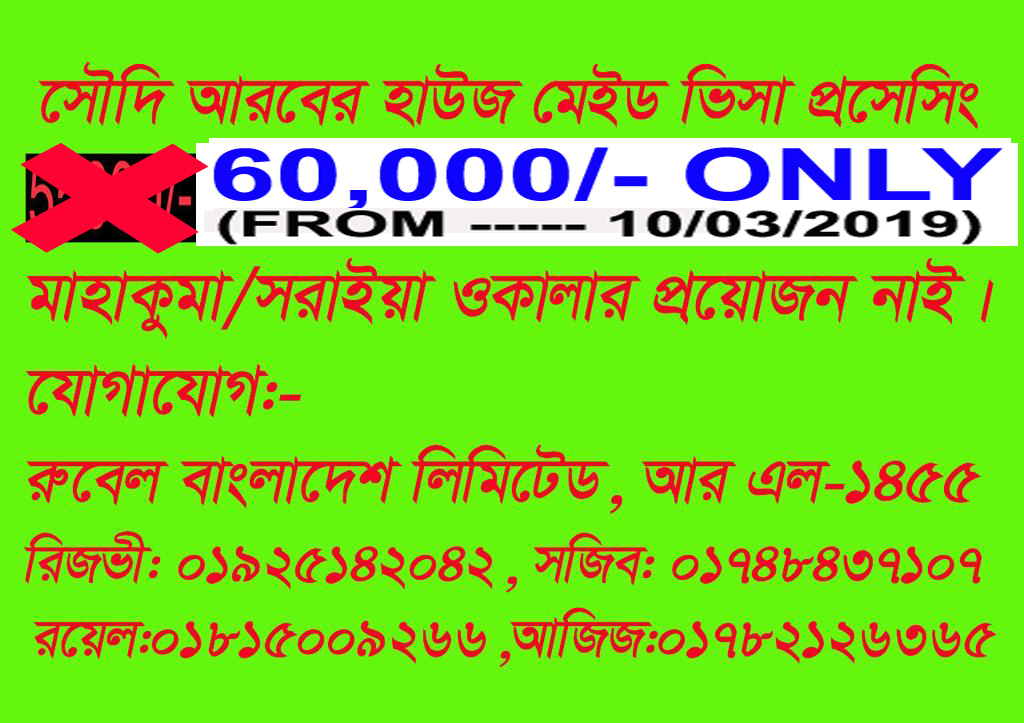 সৌদি আরবের হাউজ মেইড ভিসা প্রসেসিং
60,000/- ONLY
(FROM ----- 10/03/2019)
মাহাকুমা/সরাইয়া ওকালার প্রয়োজন নাই।
যোগাযোগঃ-
রুবেল বাংলাদেশ লিমিটেড, আর এল-১৪৫৫
রিজভী: ০১৯২৫১৪২০৪২, সজিব: ০১৭৪৮৪৩৭১০৭
রয়েল:০১৮১৫০০৯২৬৬,আজিজ:০১৭৮২১২৬৩৬৫